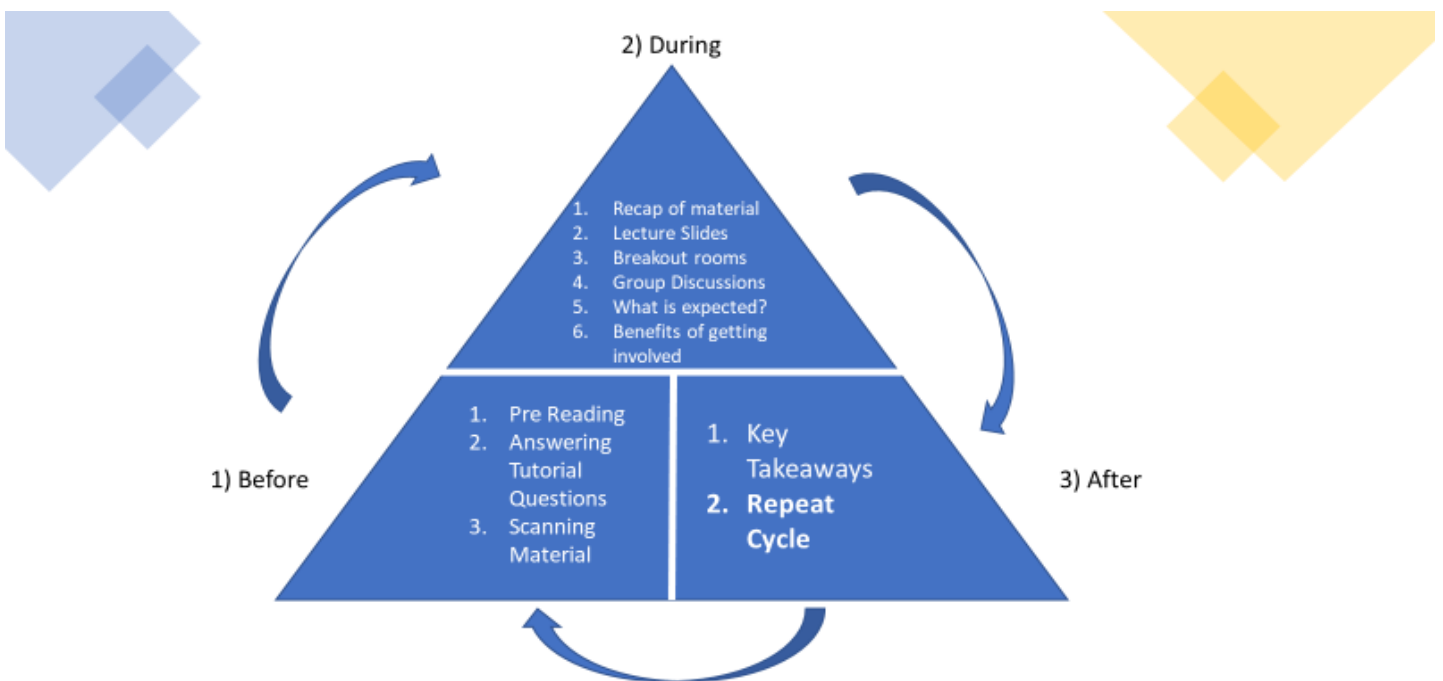 2) During
1. Recap of material
2. Lecture Slides
3. Breakout rooms
4. Group Discussions
5. What is expected?
6. Benefits of getting
involved
1) Before
1. Pre Reading
2. Answering
Tutorial
Questions
3. Scanning
Material
1. Key
Takeaways
2. Repeat
Cycle
3) After